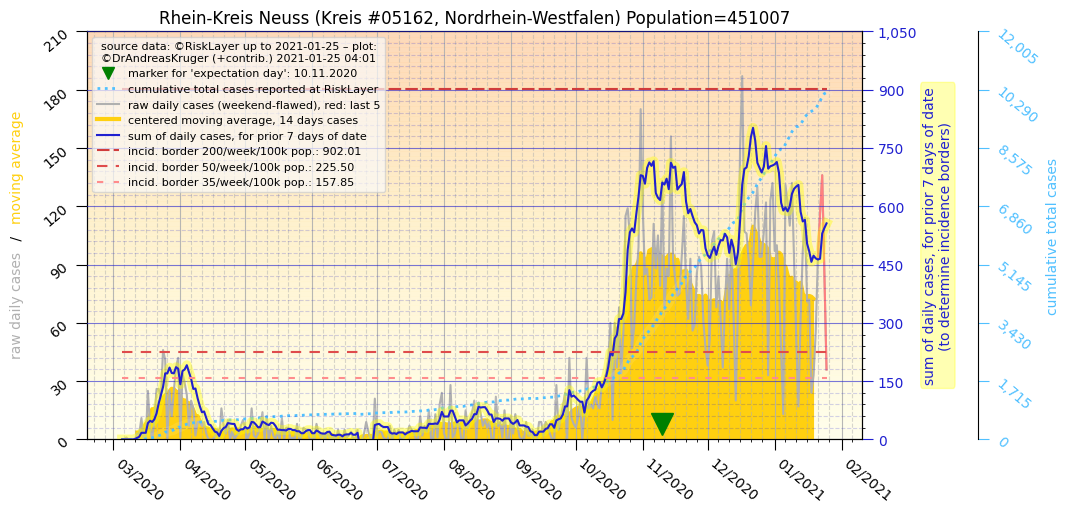 Rhein-Kreis Neuss (Kreis #05162, Nordrhein-Westfalen) Population=451007
source data: ©RiskLayer up to 2021-01-25 – plot:
©DrAndreasKruger (+contrib.) 2021-01-25 04:01
marker for 'expectation day': 10.11.2020
cumulative total cases reported at RiskLayer
raw daily cases (weekend-flawed), red: last 5
centered moving average, 14 days cases
sum of daily cases, for prior 7 days of date
incid. border 200/week/100k pop.: 902.01
incid. border 50/week/100k pop.: 225.50
incid. border 35/week/100k pop.: 157.85
raw daily cases / moving average
210
180
150
120
90
60
30
0
03/2020
04/2020
05/2020
06/2020
07/2020
08/2020
09/2020
10/2020
11/2020
12/2020
01/2021
02/2021
1,050
900
750
600
450
300
150
0
sum of daily cases, for prior 7 days of date
(to determine incidence borders)
12,005
10,290
8,575
6,860
5,145
3,430
1,715
0
cumulative total cases